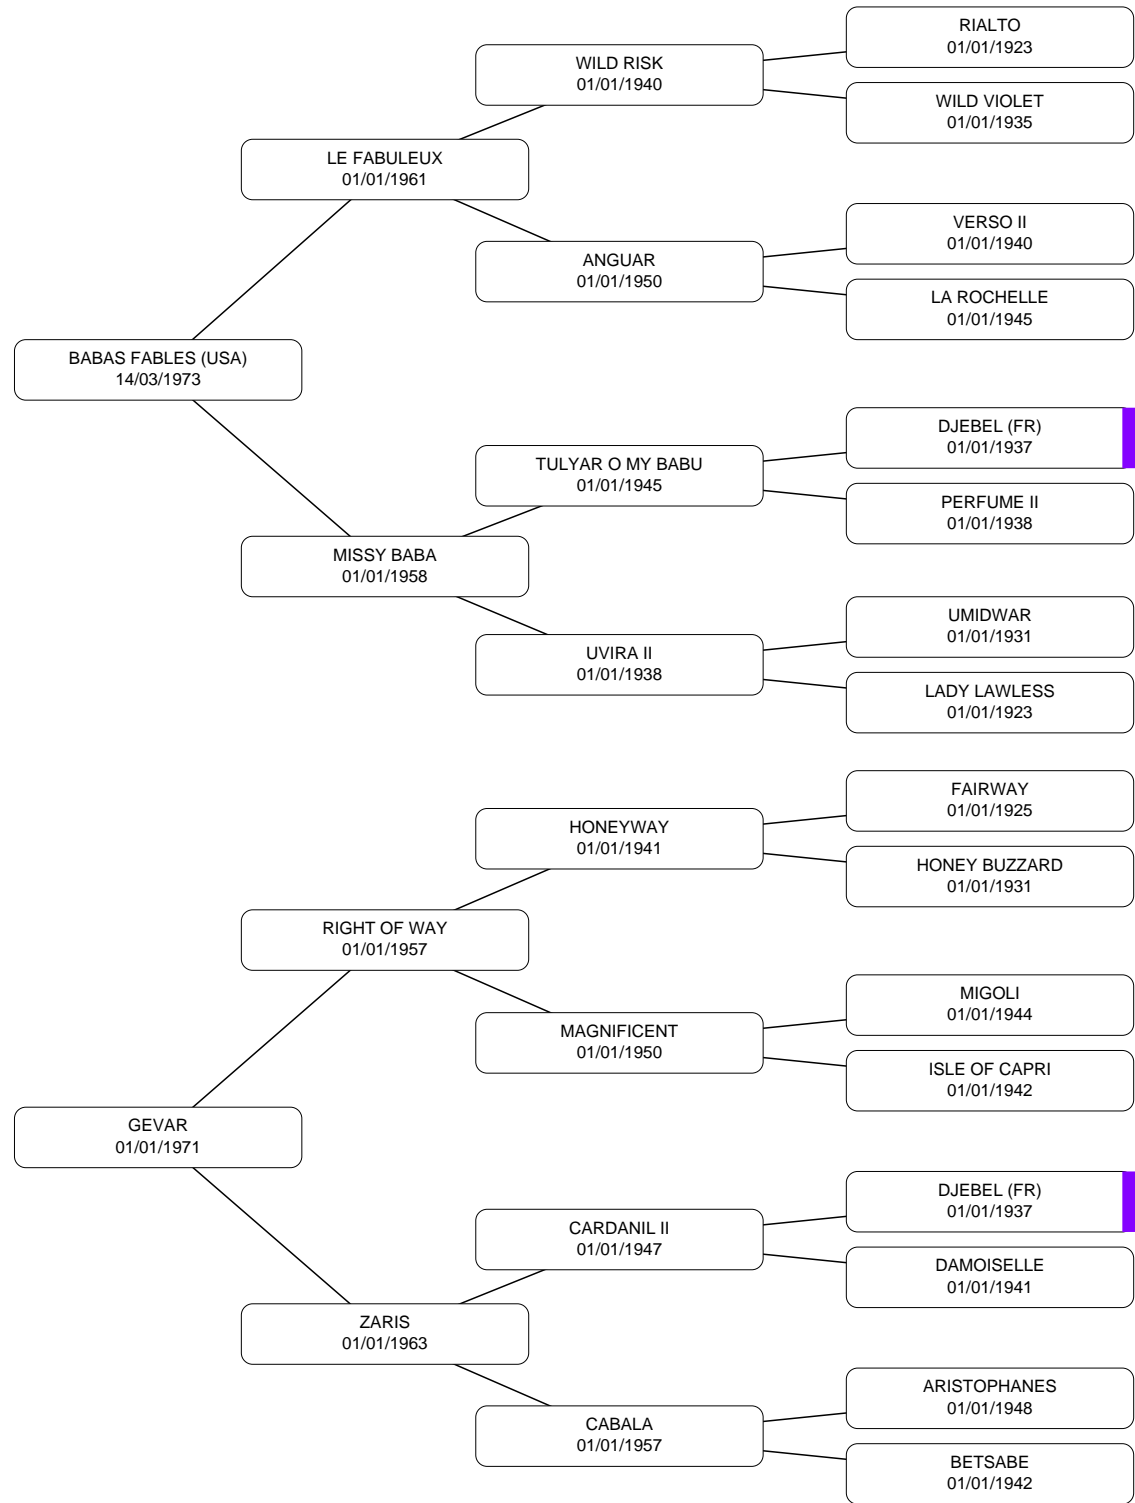 RIALTO
01/01/1923
WILD RISK
01/01/1940
WILD VIOLET
01/01/1935
LE FABULEUX
01/01/1961
VERSO II
01/01/1940
ANGUAR
01/01/1950
LA ROCHELLE
01/01/1945
BABAS FABLES (USA)
14/03/1973
DJEBEL (FR)
01/01/1937
TULYAR O MY BABU
01/01/1945
PERFUME II
01/01/1938
MISSY BABA
01/01/1958
UMIDWAR
01/01/1931
UVIRA II
01/01/1938
LADY LAWLESS
01/01/1923
FAIRWAY
01/01/1925
HONEYWAY
01/01/1941
HONEY BUZZARD
01/01/1931
RIGHT OF WAY
01/01/1957
MIGOLI
01/01/1944
MAGNIFICENT
01/01/1950
ISLE OF CAPRI
01/01/1942
GEVAR
01/01/1971
DJEBEL (FR)
01/01/1937
CARDANIL II
01/01/1947
DAMOISELLE
01/01/1941
ZARIS
01/01/1963
ARISTOPHANES
01/01/1948
CABALA
01/01/1957
BETSABE
01/01/1942